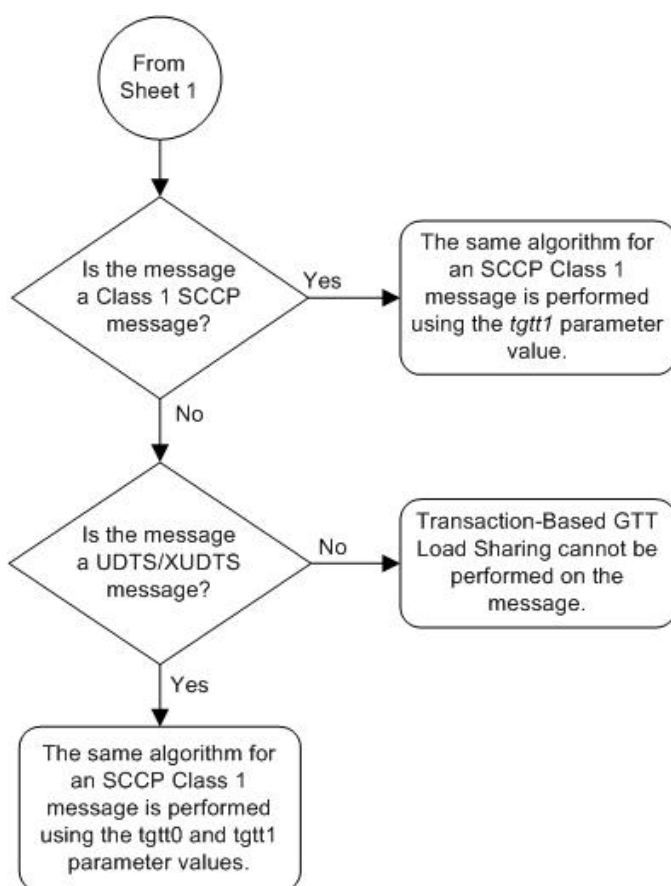 From
Sheet 1
Is the message
a Class 1 SCCP
message?
Yes
The same algorithm for
an SCCP Class 1
message is performed
using the tgtt1 parameter
value.
No
Is the message
a UDTS/XUDTS
message?
No
Transaction-Based GTT
Load Sharing cannot be
performed on the
message.
Yes
The same algorithm for
an SCCP Class 1
message is performed
using the tgtt0 and tgtt1
parameter values.